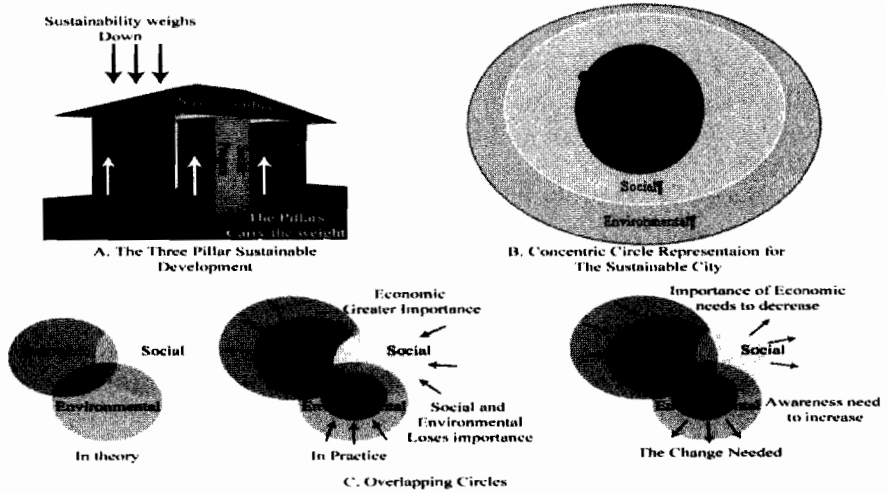 Sustainability weighs
Down
The Pillars
Carry the weight
A. The Three Pillar Sustainable
Development
Social¶
Environmental¶
B. Concentric Circle Representaion for
The Sustainable City
Social
Environmental
In theory
Economic
Greater Importance
Social
Social and
Environmental
Loses importance
In Practice
Importance of Economic
needs to decrease
Social
Awareness need
to increase
The Change Needed
C. Overlapping Circles